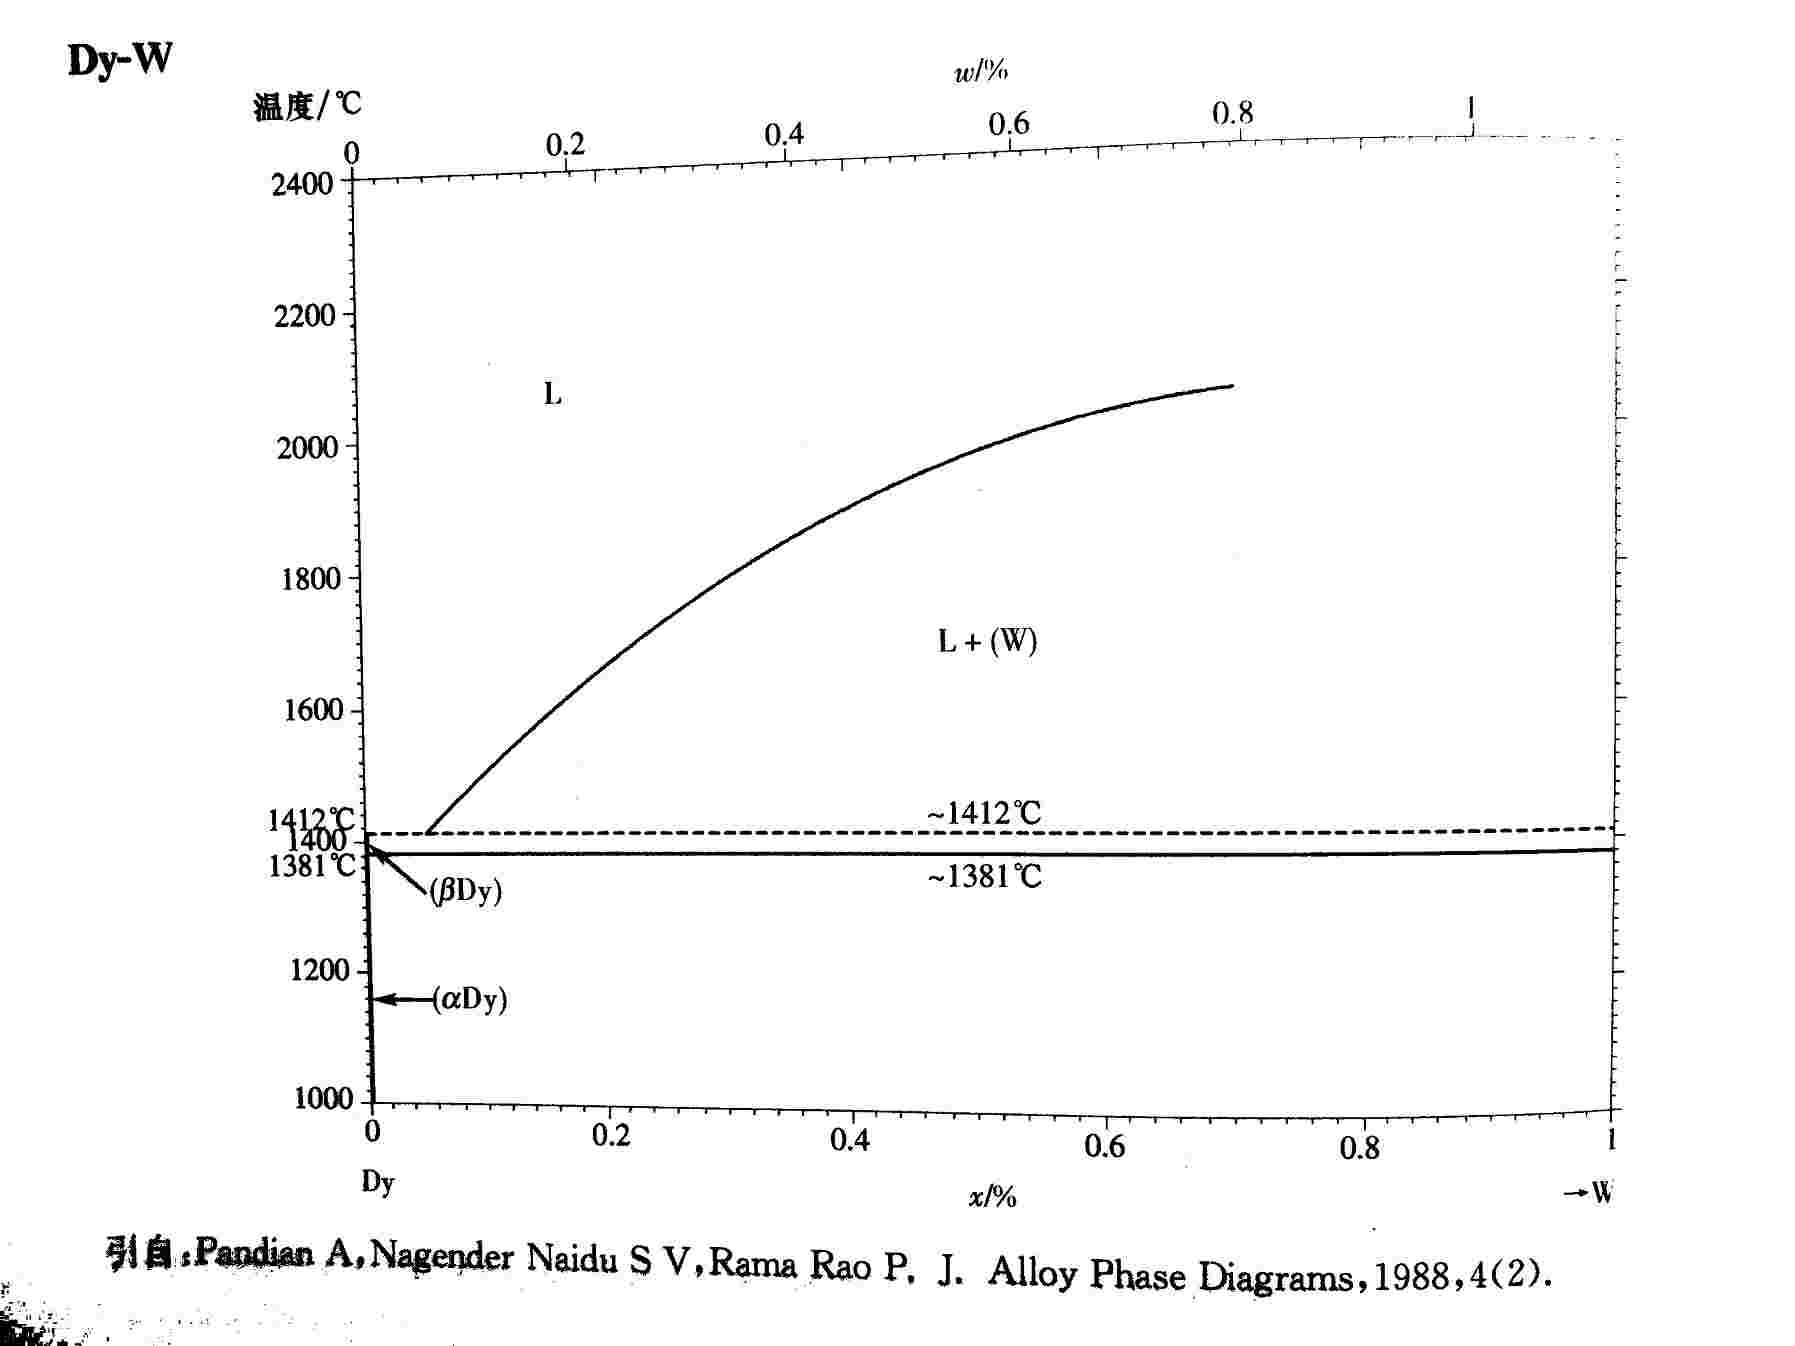 Dy-W
w/%
温度/℃
0 0.2 0.4 0.6 0.8 1
2400
2200
L
2000
1800
L + (W)
1600
1412℃ ~1412℃
1400
1381℃ ~1381℃
(βDy)
1200
(αDy)
1000
0 0.2 0.4 0.6 0.8 1
Dy x/% →W
引自:Pandian A,Nagender Naidu S V,Rama Rao P. J. Alloy Phase Diagrams,1988,4(2).